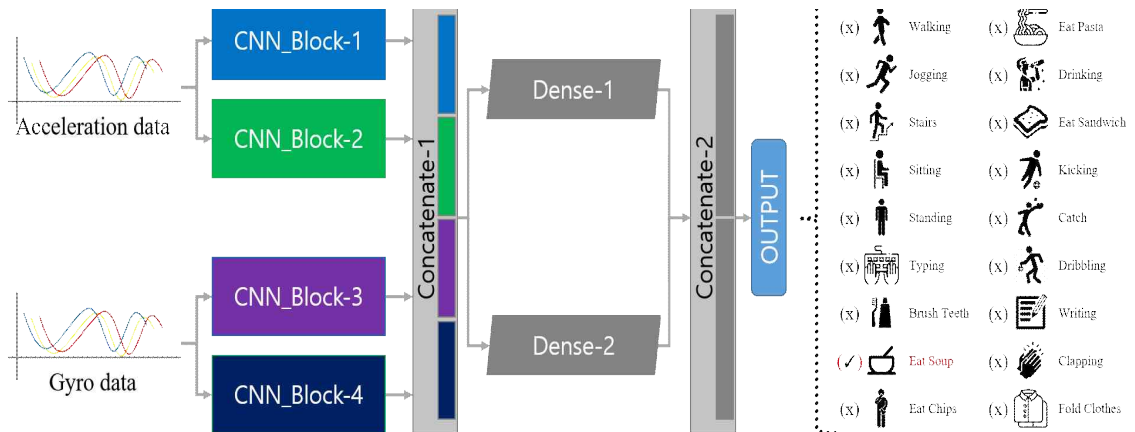 CNN_Block-1
CNN_Block-2
Acceleration data
CNN_Block-3
CNN_Block-4
Gyro data
Concatenate-1
Dense-1
Dense-2
Concatenate-2
OUTPUT
(x) Walking
(x) Jogging
(x) Stairs
(x) Sitting
(x) Standing
(x) Typing
(x) Brush Teeth
(✓) Eat Soup
(x) Eat Chips
(x) Eat Pasta
(x) Drinking
(x) Eat Sandwich
(x) Kicking
(x) Catch
(x) Dribbling
(x) Writing
(x) Clapping
(x) Fold Clothes